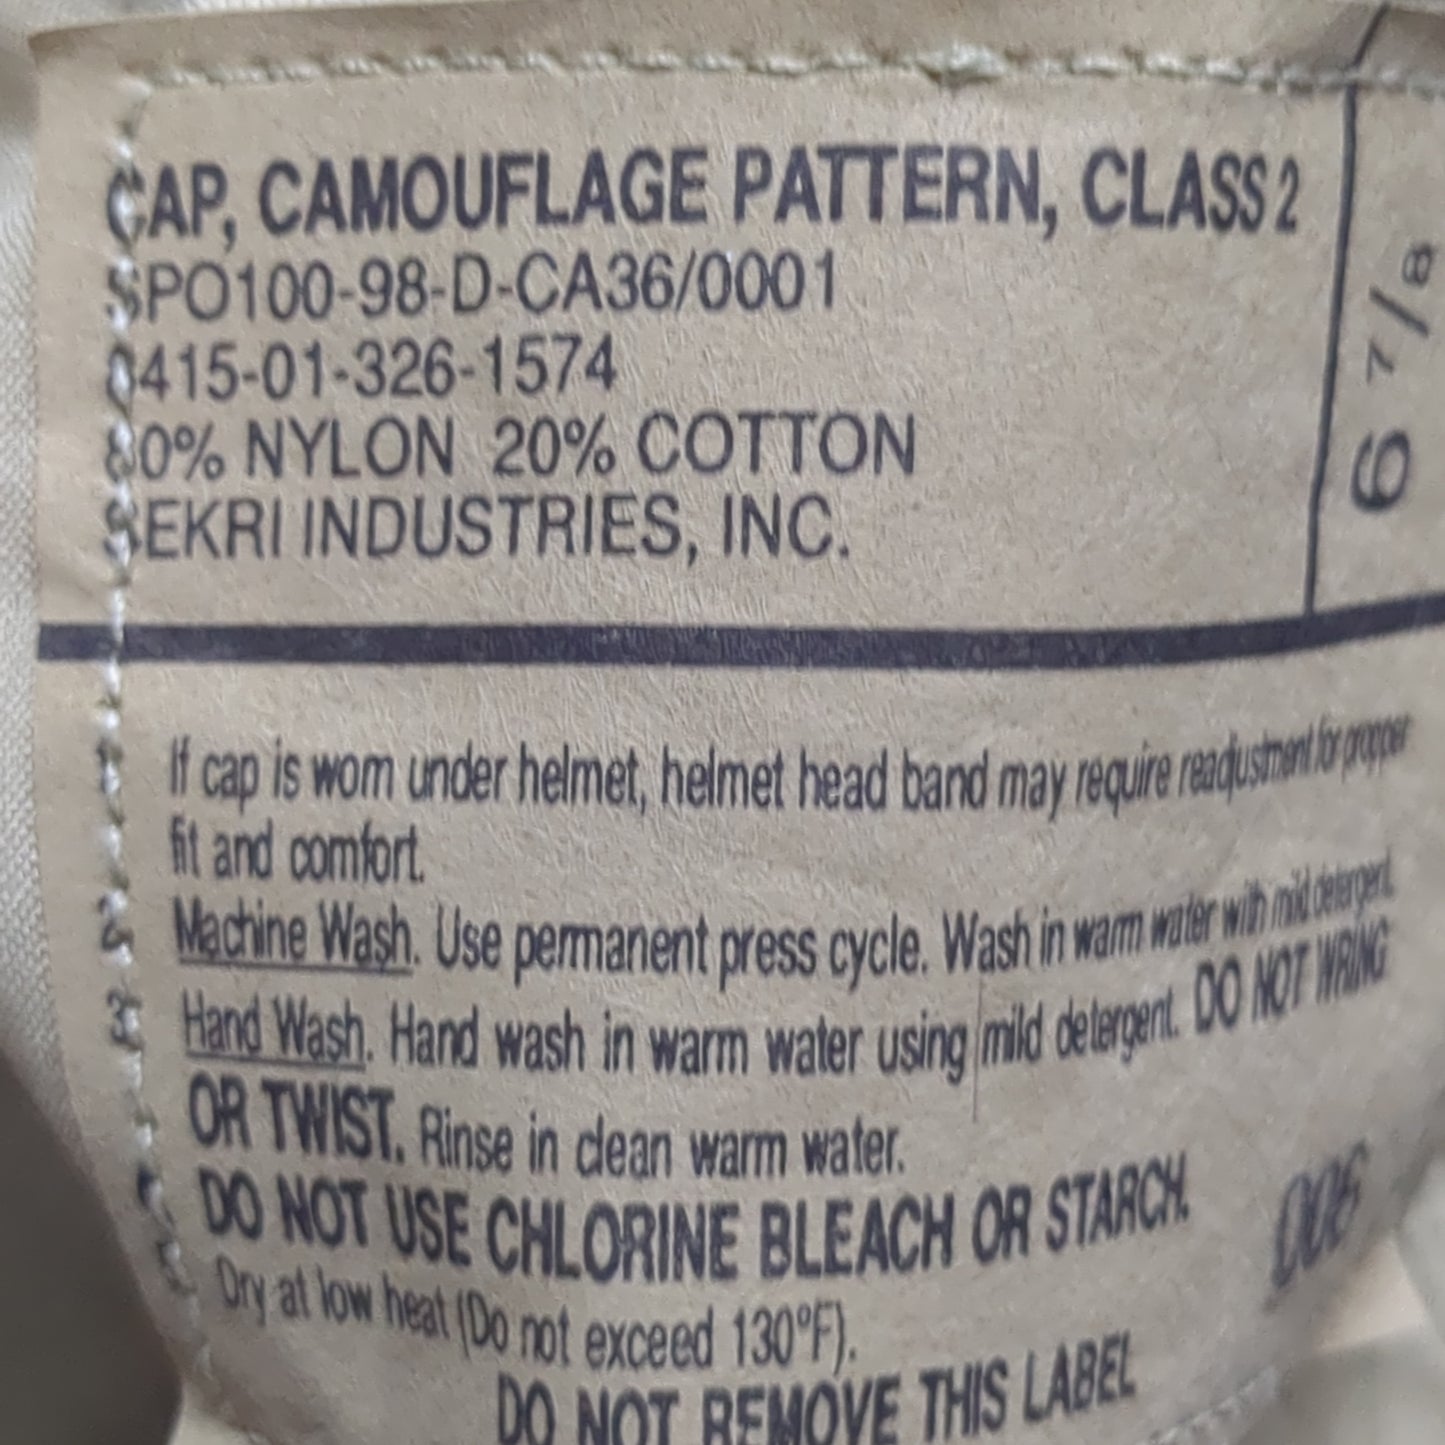 CAP, CAMOUFLAGE PATTERN, CLASS 2
SPO100-98-D-CA36/0001
8415-01-326-1574
80% NYLON 20% COTTON
SEKRI INDUSTRIES, INC.
6 7/8
If cap is worn under helmet, helmet head band may require readjustment for proper
fit and comfort.
Machine Wash. Use permanent press cycle. Wash in warm water with mild detergent.
Hand Wash. Hand wash in warm water using mild detergent. DO NOT WRING
OR TWIST. Rinse in clean warm water.
DO NOT USE CHLORINE BLEACH OR STARCH.
Dry at low heat (Do not exceed 130°F).
DO NOT REMOVE THIS LABEL
006